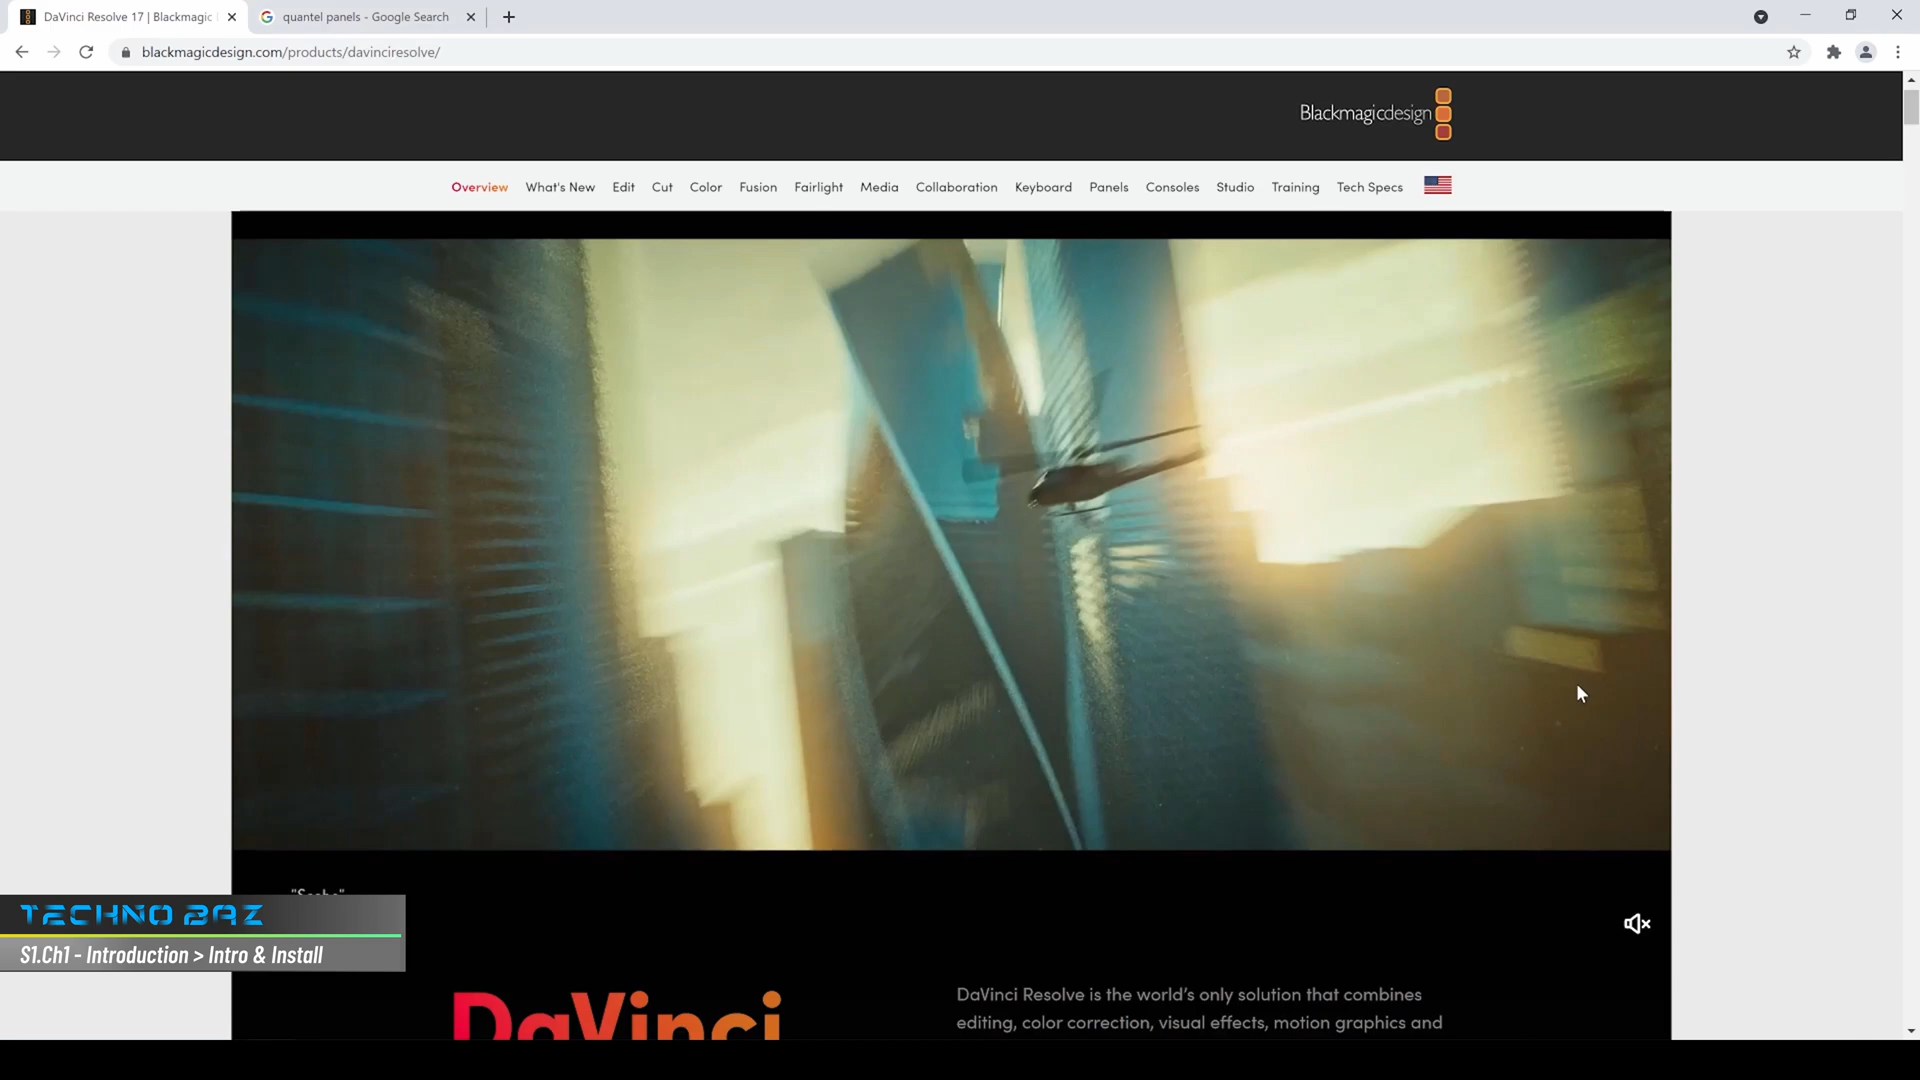 DaVinci Resolve 17 | Blackmagic
quantel panels - Google Search
blackmagicdesign.com/products/davinciresolve/
Blackmagicdesign
Overview What's New Edit Cut Color Fusion Fairlight Media Collaboration Keyboard Panels Consoles Studio Training Tech Specs
TECHNO BAZ
S1.Ch1 - Introduction > Intro & Install
DaVinci
DaVinci Resolve is the world's only solution that combines
editing, color correction, visual effects, motion graphics and